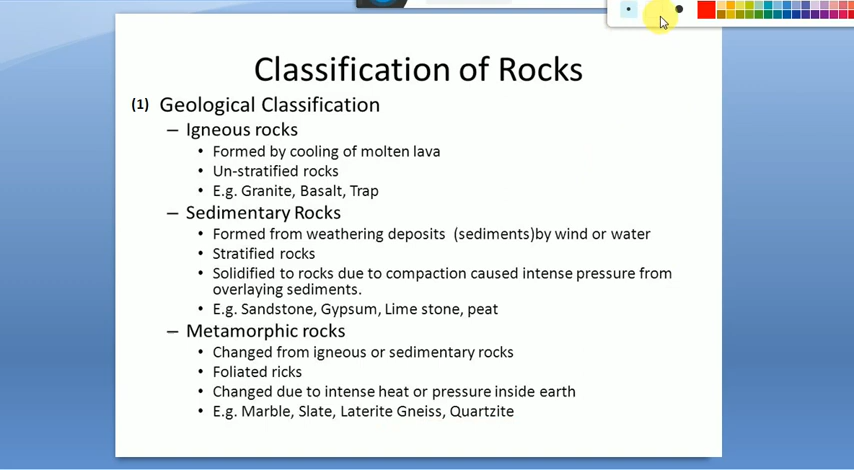 Classification of Rocks
(1) Geological Classification
– Igneous rocks
• Formed by cooling of molten lava
• Un-stratified rocks
• E.g. Granite, Basalt, Trap
– Sedimentary Rocks
• Formed from weathering deposits (sediments)by wind or water
• Stratified rocks
• Solidified to rocks due to compaction caused intense pressure from
overlaying sediments.
• E.g. Sandstone, Gypsum, Lime stone, peat
– Metamorphic rocks
• Changed from igneous or sedimentary rocks
• Foliated ricks
• Changed due to intense heat or pressure inside earth
• E.g. Marble, Slate, Laterite Gneiss, Quartzite